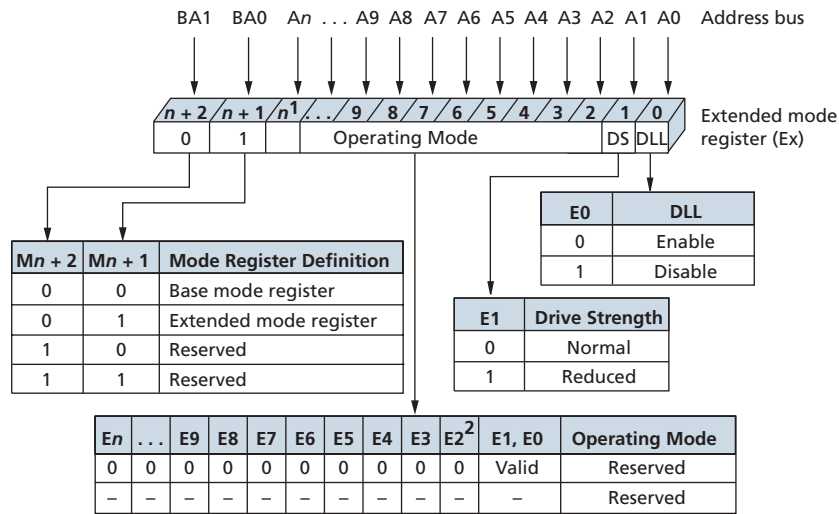 BA1 BA0 An . . . A9 A8 A7 A6 A5 A4 A3 A2 A1 A0 Address bus
n + 2 n + 1 n1 . . . 9 8 7 6 5 4 3 2 1 0
Extended mode
register (Ex)
0 1 Operating Mode DS DLL
E0 DLL
0 Enable
1 Disable
Mn + 2 Mn + 1 Mode Register Definition
0 0 Base mode register
0 1 Extended mode register
1 0 Reserved
1 1 Reserved
E1 Drive Strength
0 Normal
1 Reduced
En . . . E9 E8 E7 E6 E5 E4 E3 E2² E1, E0 Operating Mode
0 0 0 0 0 0 0 0 0 0 Valid Reserved
– – – – – – – – – – – Reserved